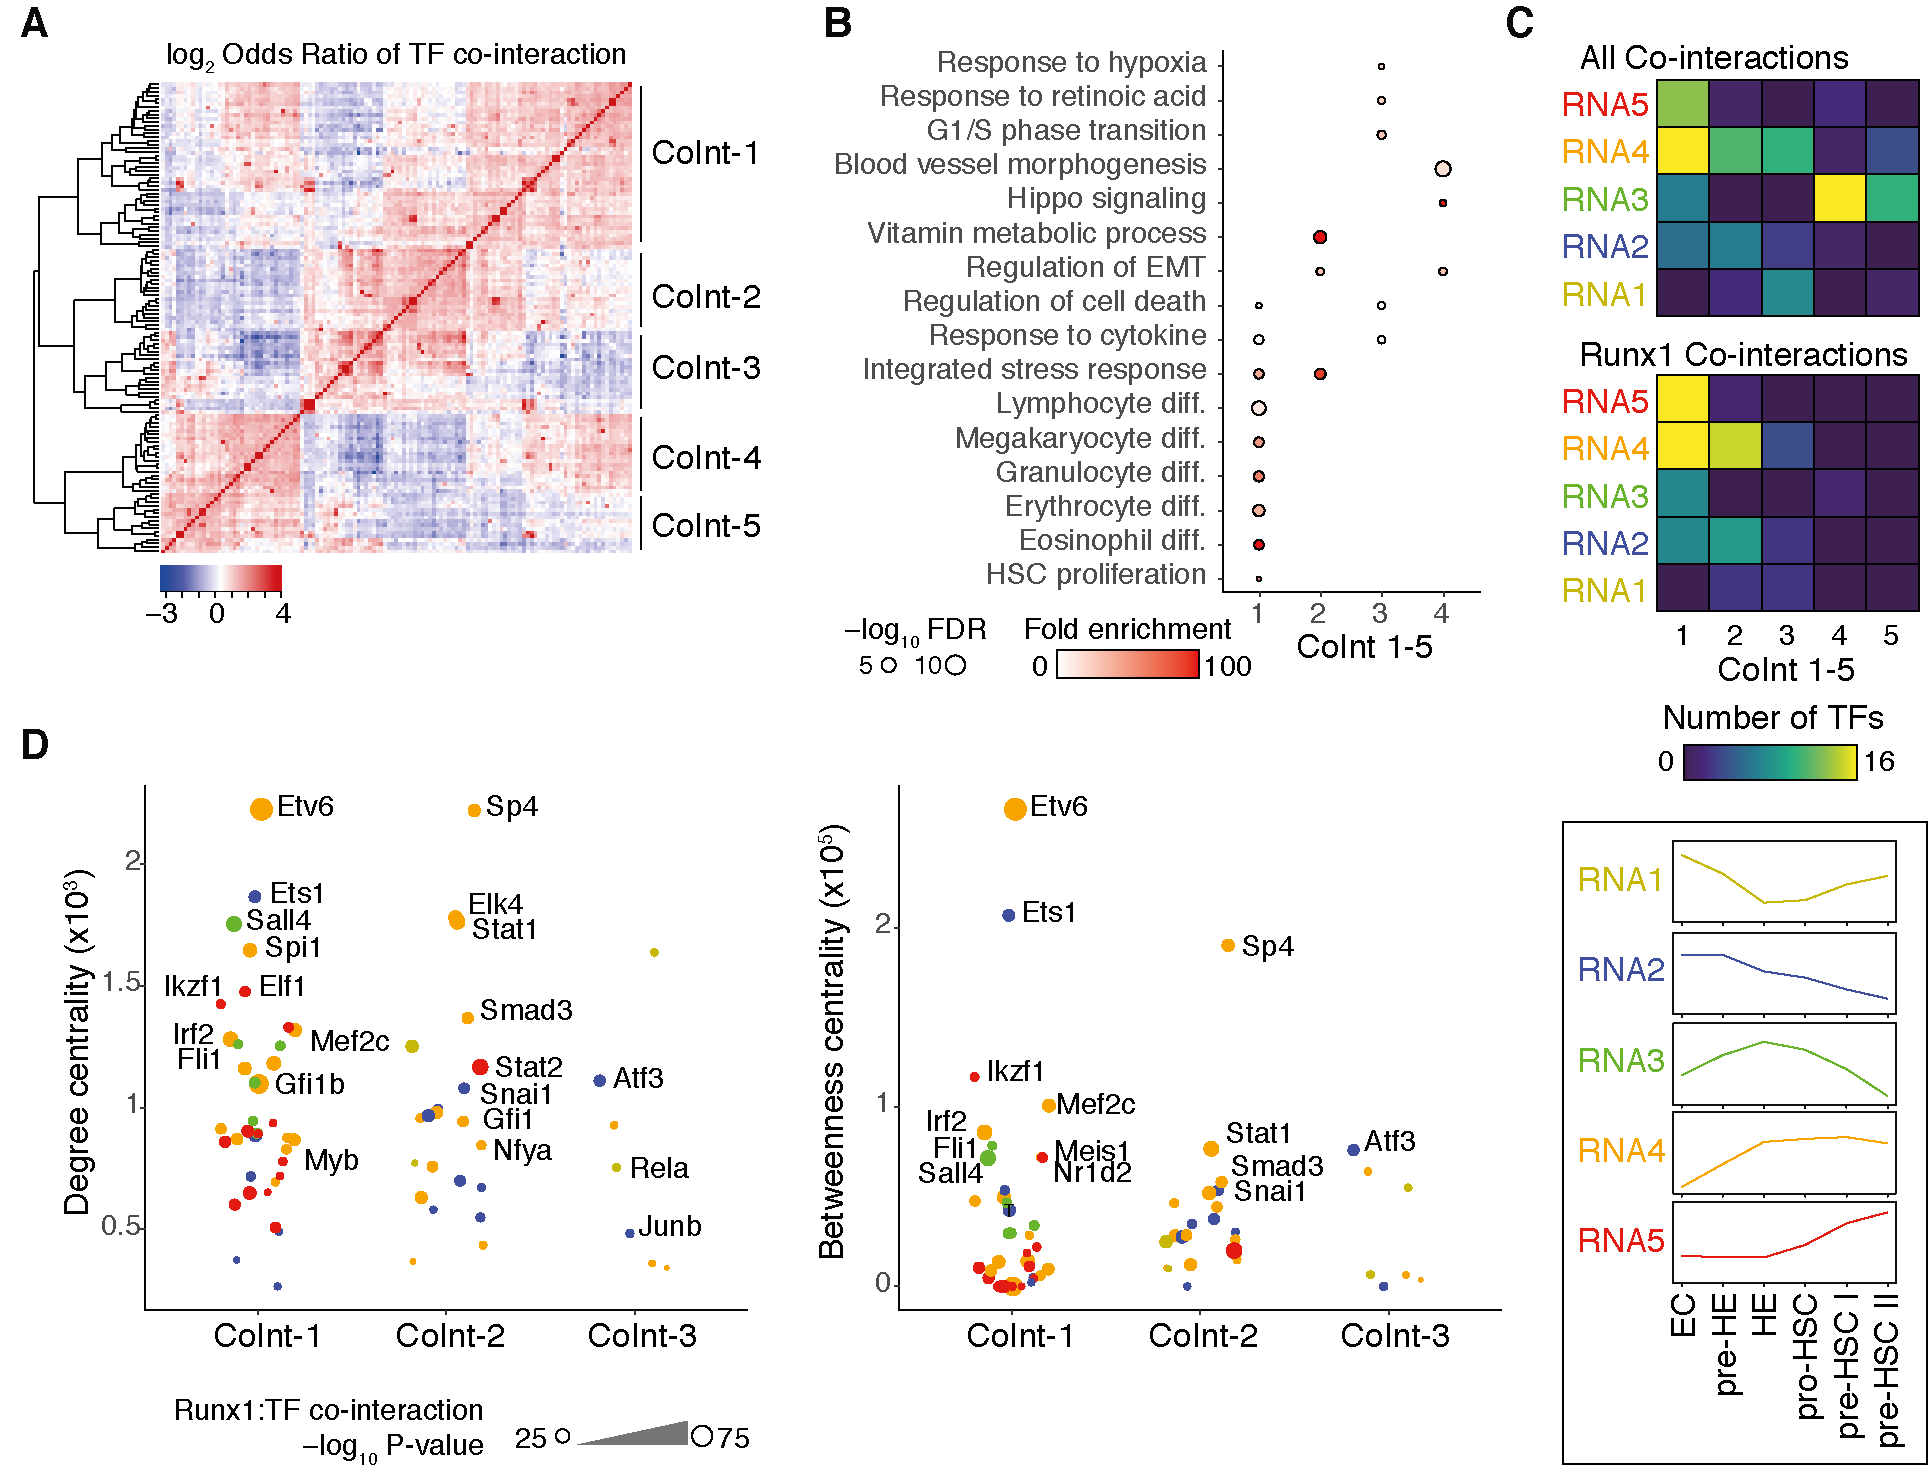 A
log2 Odds Ratio of TF co-interaction
CoInt-1
CoInt-2
CoInt-3
CoInt-4
CoInt-5
−3 0 4
B
Response to hypoxia
Response to retinoic acid
G1/S phase transition
Blood vessel morphogenesis
Hippo signaling
Vitamin metabolic process
Regulation of EMT
Regulation of cell death
Response to cytokine
Integrated stress response
Lymphocyte diff.
Megakaryocyte diff.
Granulocyte diff.
Erythrocyte diff.
Eosinophil diff.
HSC proliferation
1 2 3 4
CoInt 1-5
−log10 FDR
5 10
Fold enrichment
0 100
C
All Co-interactions
RNA5
RNA4
RNA3
RNA2
RNA1
Runx1 Co-interactions
RNA5
RNA4
RNA3
RNA2
RNA1
1 2 3 4 5
CoInt 1-5
Number of TFs
0 16
RNA1
RNA2
RNA3
RNA4
RNA5
EC
pre-HE
HE
pro-HSC
pre-HSC I
pre-HSC II
D
Degree centrality (x10³)
2
1.5
1
0.5
Etv6
Ets1
Sall4
Spi1
Ikzf1
Elf1
Irf2
Mef2c
Fli1
Gfi1b
Myb
Sp4
Elk4
Stat1
Smad3
Stat2
Snai1
Gfi1
Nfya
Atf3
Rela
Junb
CoInt-1 CoInt-2 CoInt-3
Betweenness centrality (x10⁵)
2
1
0
Etv6
Ets1
Ikzf1
Mef2c
Irf2
Fli1
Sall4
Meis1
Nr1d2
T
Sp4
Stat1
Smad3
Snai1
Atf3
CoInt-1 CoInt-2 CoInt-3
Runx1:TF co-interaction
−log10 P-value
25 75